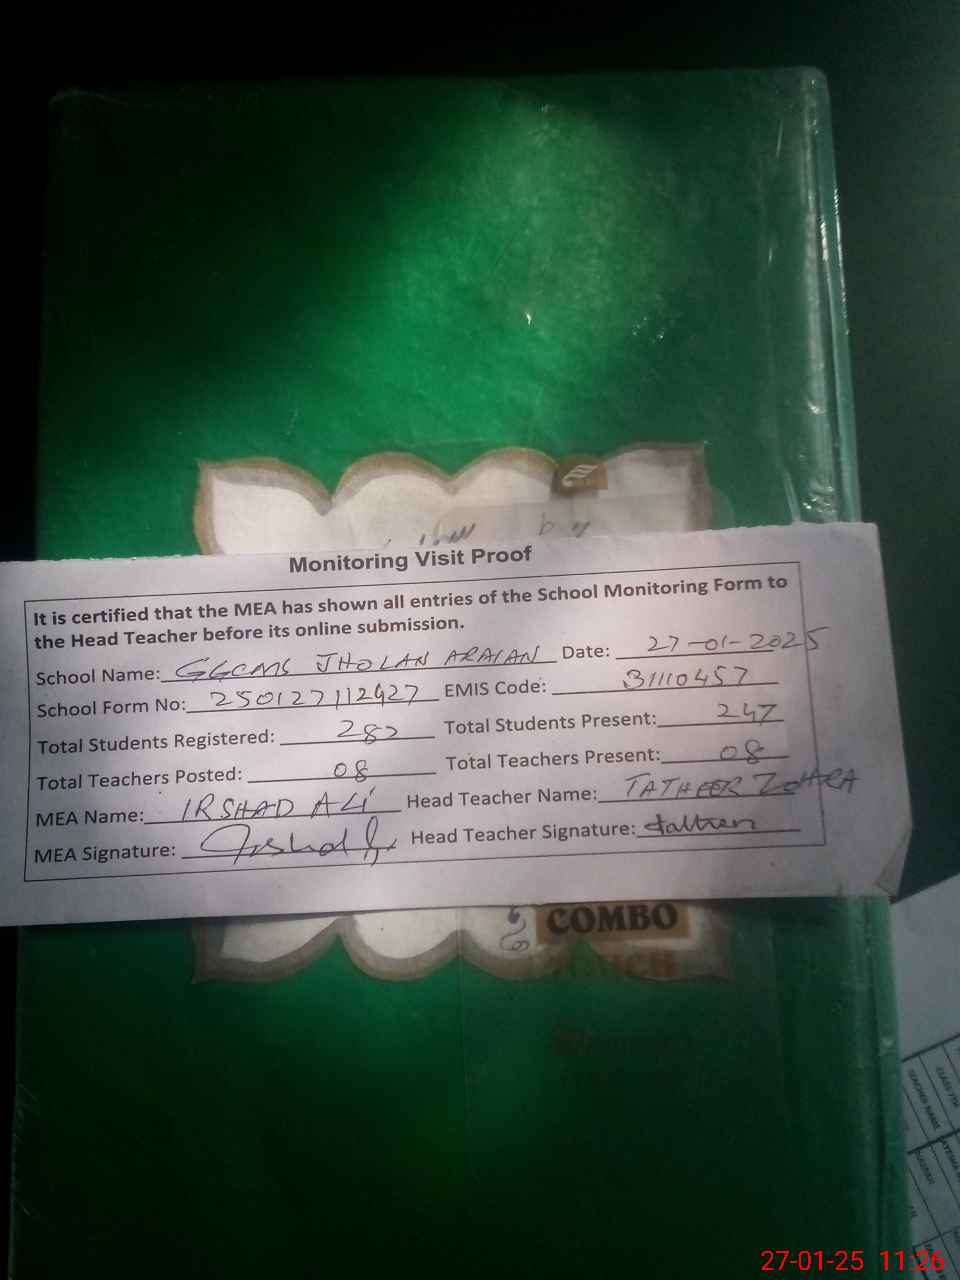 Monitoring Visit Proof
It is certified that the MEA has shown all entries of the School Monitoring Form to
the Head Teacher before its online submission.
School Name: GGCMS JHOLAN ARAIAN Date: 27-01-2025
School Form No: 250127112427 EMIS Code: 31110457
Total Students Registered: 282 Total Students Present: 247
Total Teachers Posted: 08 Total Teachers Present: 08
MEA Name: IRSHAD ALI Head Teacher Name: TATHEER ZOHRA
MEA Signature: Head Teacher Signature:
COMBO
CLASS
TEACHER NAME
27-01-25 11:26